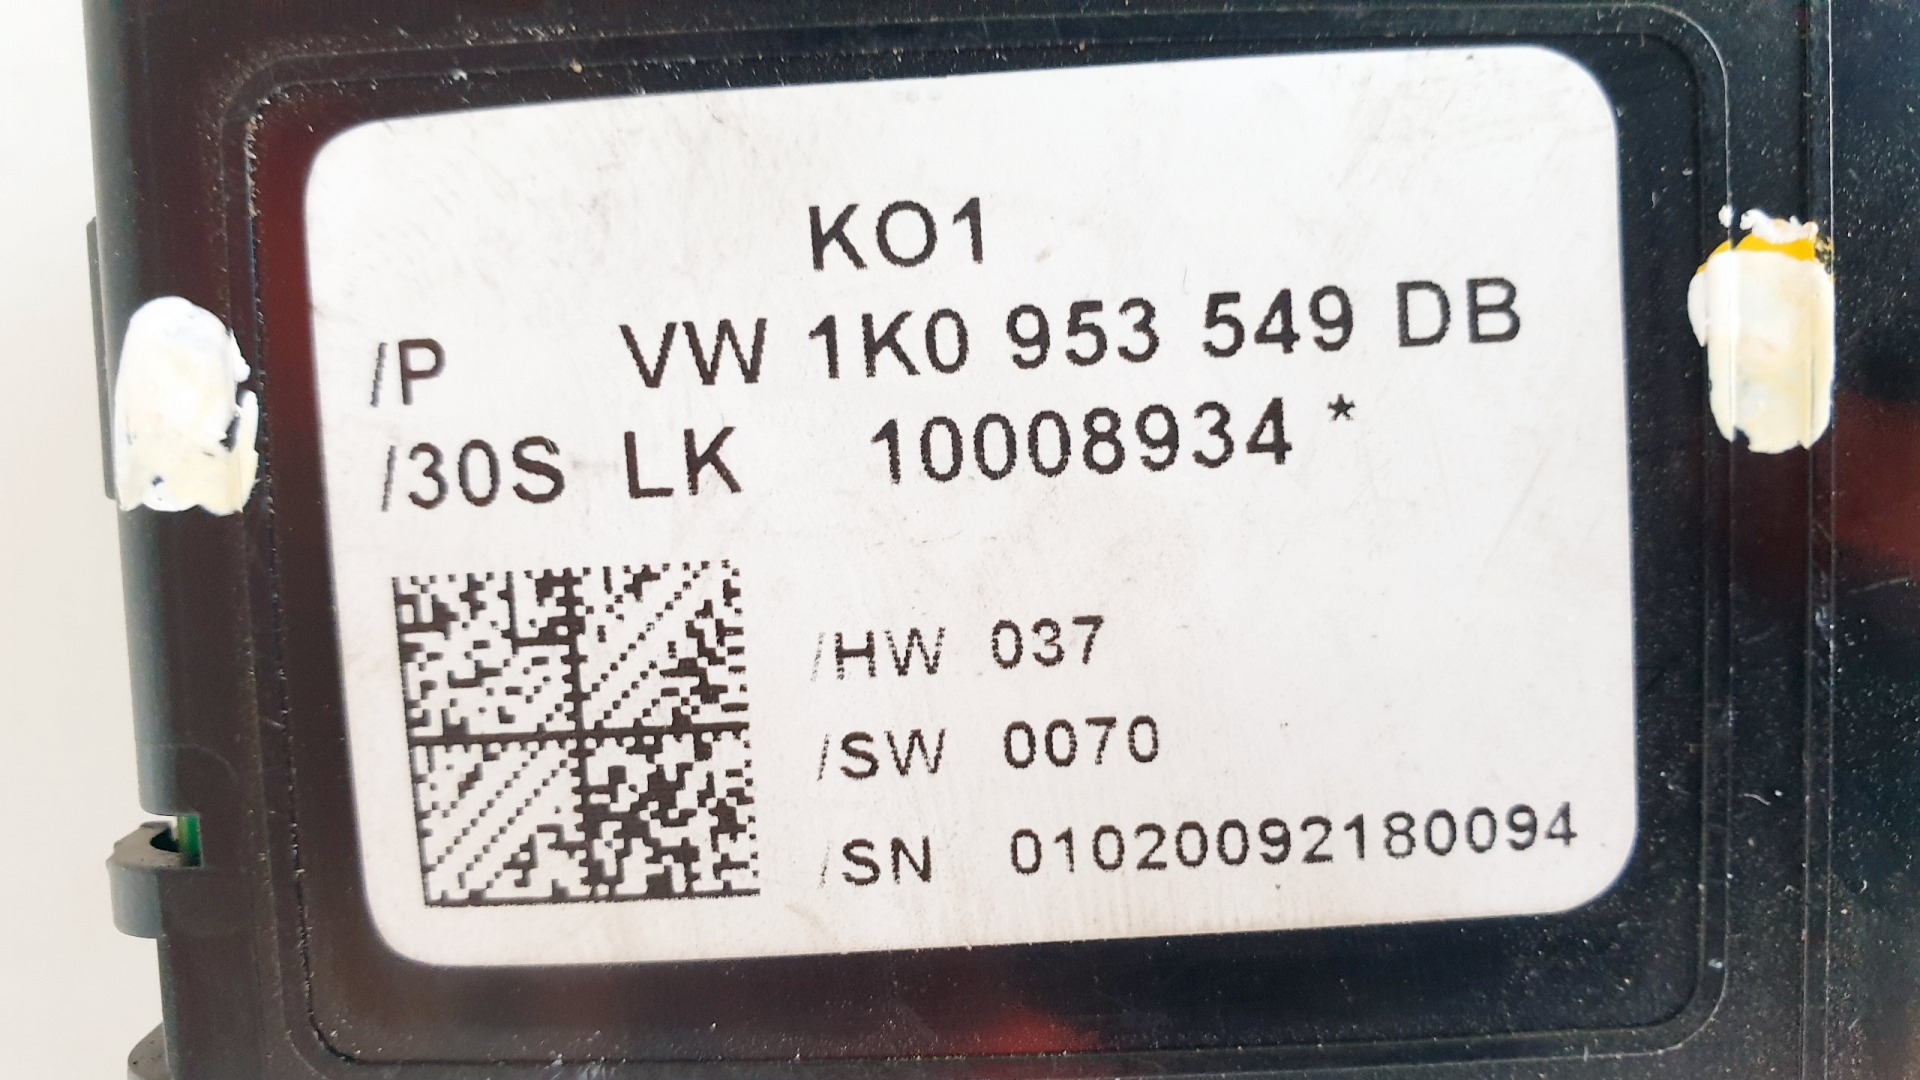 KO1
/P VW 1K0 953 549 DB
/30S LK 10008934 *
/HW 037
/SW 0070
/SN 01020092180094